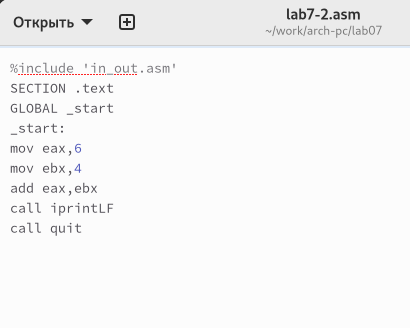 Открыть
lab7-2.asm
~/work/arch-pc/lab07
%include 'in_out.asm'
SECTION .text
GLOBAL _start
_start:
mov eax,6
mov ebx,4
add eax,ebx
call iprintLF
call quit